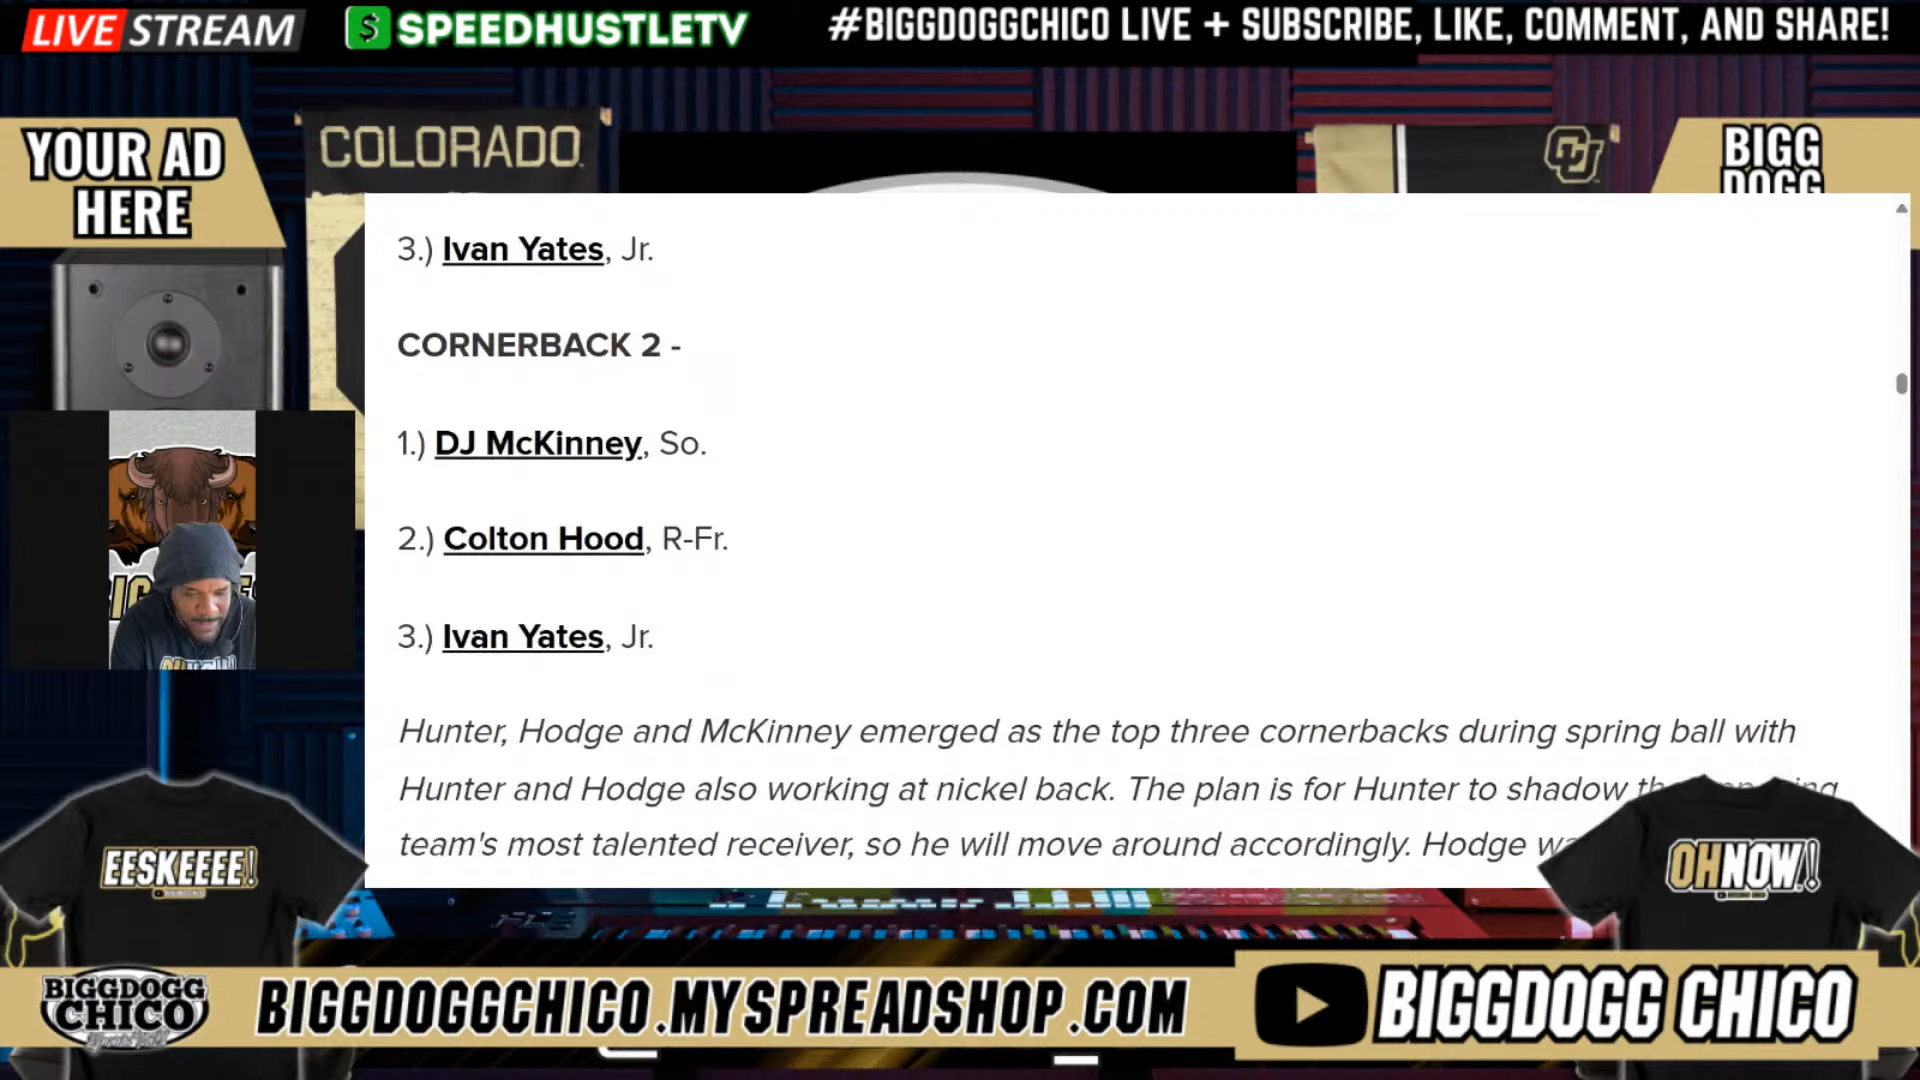 LIVE STREAM
$ SPEEDHUSTLETV
#BIGGDOGGCHICO LIVE + SUBSCRIBE, LIKE, COMMENT, AND SHARE!
YOUR AD
HERE
COLORADO
CU
BIGG
DOGG
3.) Ivan Yates, Jr.
CORNERBACK 2 -
1.) DJ McKinney, So.
2.) Colton Hood, R-Fr.
3.) Ivan Yates, Jr.
Hunter, Hodge and McKinney emerged as the top three cornerbacks during spring ball with
Hunter and Hodge also working at nickel back. The plan is for Hunter to shadow
team's most talented receiver, so he will move around accordingly. Hodge
EESKEEEE!
OHNOW!
BIGGDOGG
CHICO
BIGGDOGGCHICO.MYSPREADSHOP.COM
BIGGDOGG CHICO